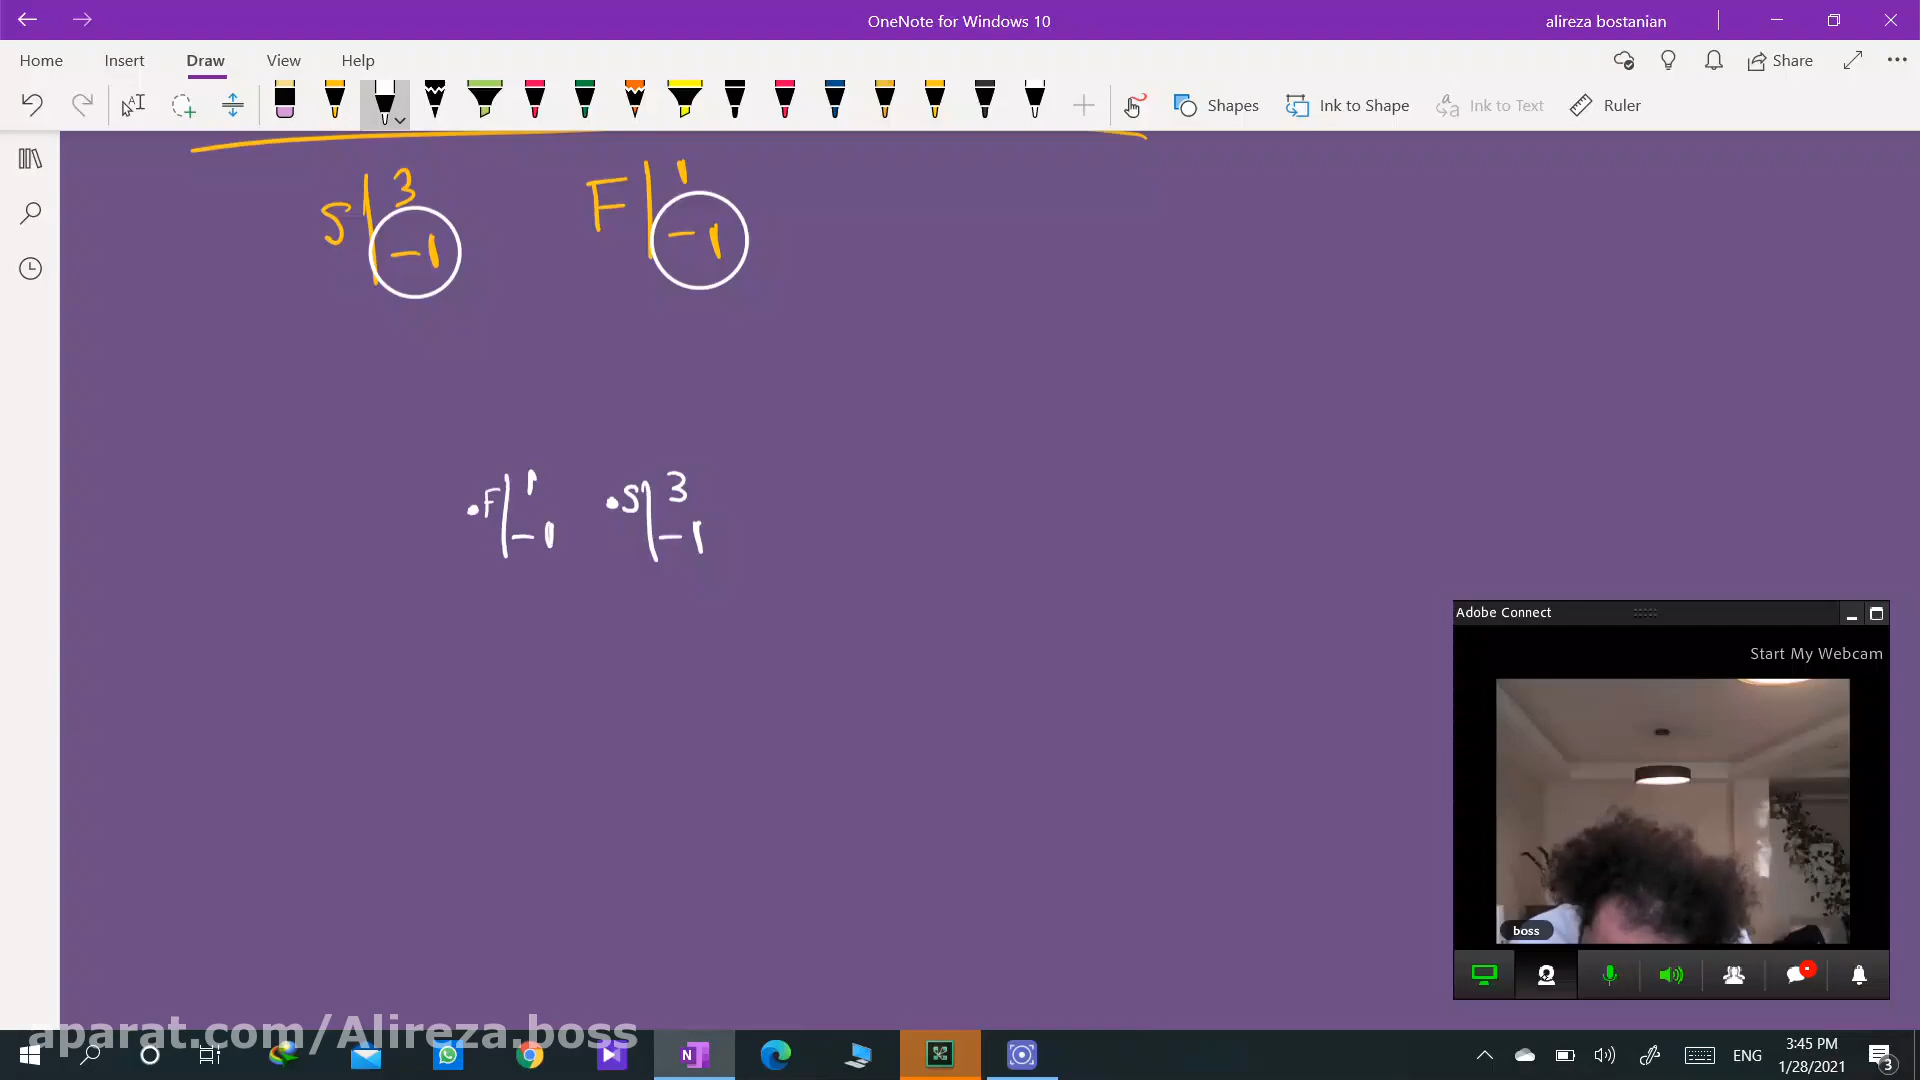 OneNote for Windows 10
alireza bostanian
Home Insert Draw View Help
Share
Shapes
Ink to Shape
Ink to Text
Ruler
S | 3
-1
F | 1
-1
•F | 1
-1
•S | 3
-1
Adobe Connect
Start My Webcam
boss
aparat.com/Alireza.boss
ENG
3:45 PM
1/28/2021
3